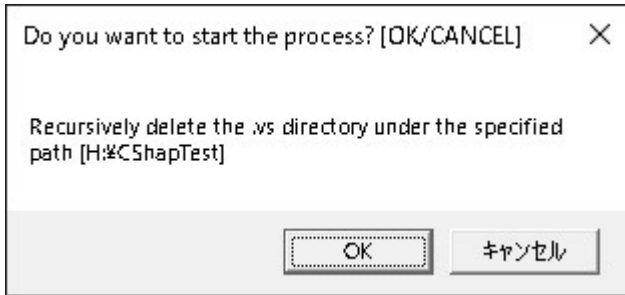 Do you want to start the process? [OK/CANCEL]
Recursively delete the .vs directory under the specified
path [H:¥CShapTest]
OK
キャンセル